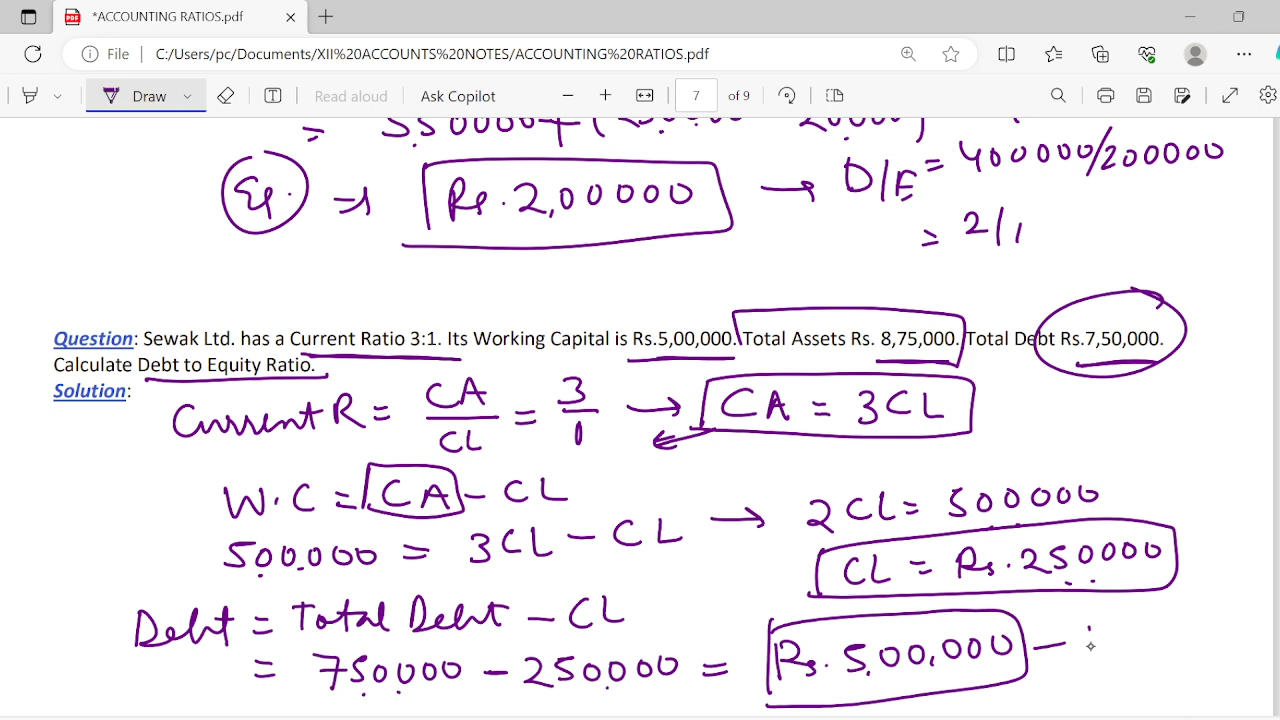 *ACCOUNTING RATIOS.pdf
File C:/Users/pc/Documents/XII%20ACCOUNTS%20NOTES/ACCOUNTING%20RATIOS.pdf
Draw Read aloud Ask Copilot 7 of 9
D/E = 400000/200000
Eq. → Rs. 2,00000 →
= 2/1
Question: Sewak Ltd. has a Current Ratio 3:1. Its Working Capital is Rs.5,00,000. Total Assets Rs. 8,75,000. Total Debt Rs.7,50,000.
Calculate Debt to Equity Ratio.
Solution:
Current R = CA/CL = 3/1 → CA = 3CL
W.C = CA - CL
500,000 = 3CL - CL → 2CL = 500000
CL = Rs. 250000
Debt = Total Debt - CL
= 750000 - 250000 = Rs. 5,00,000